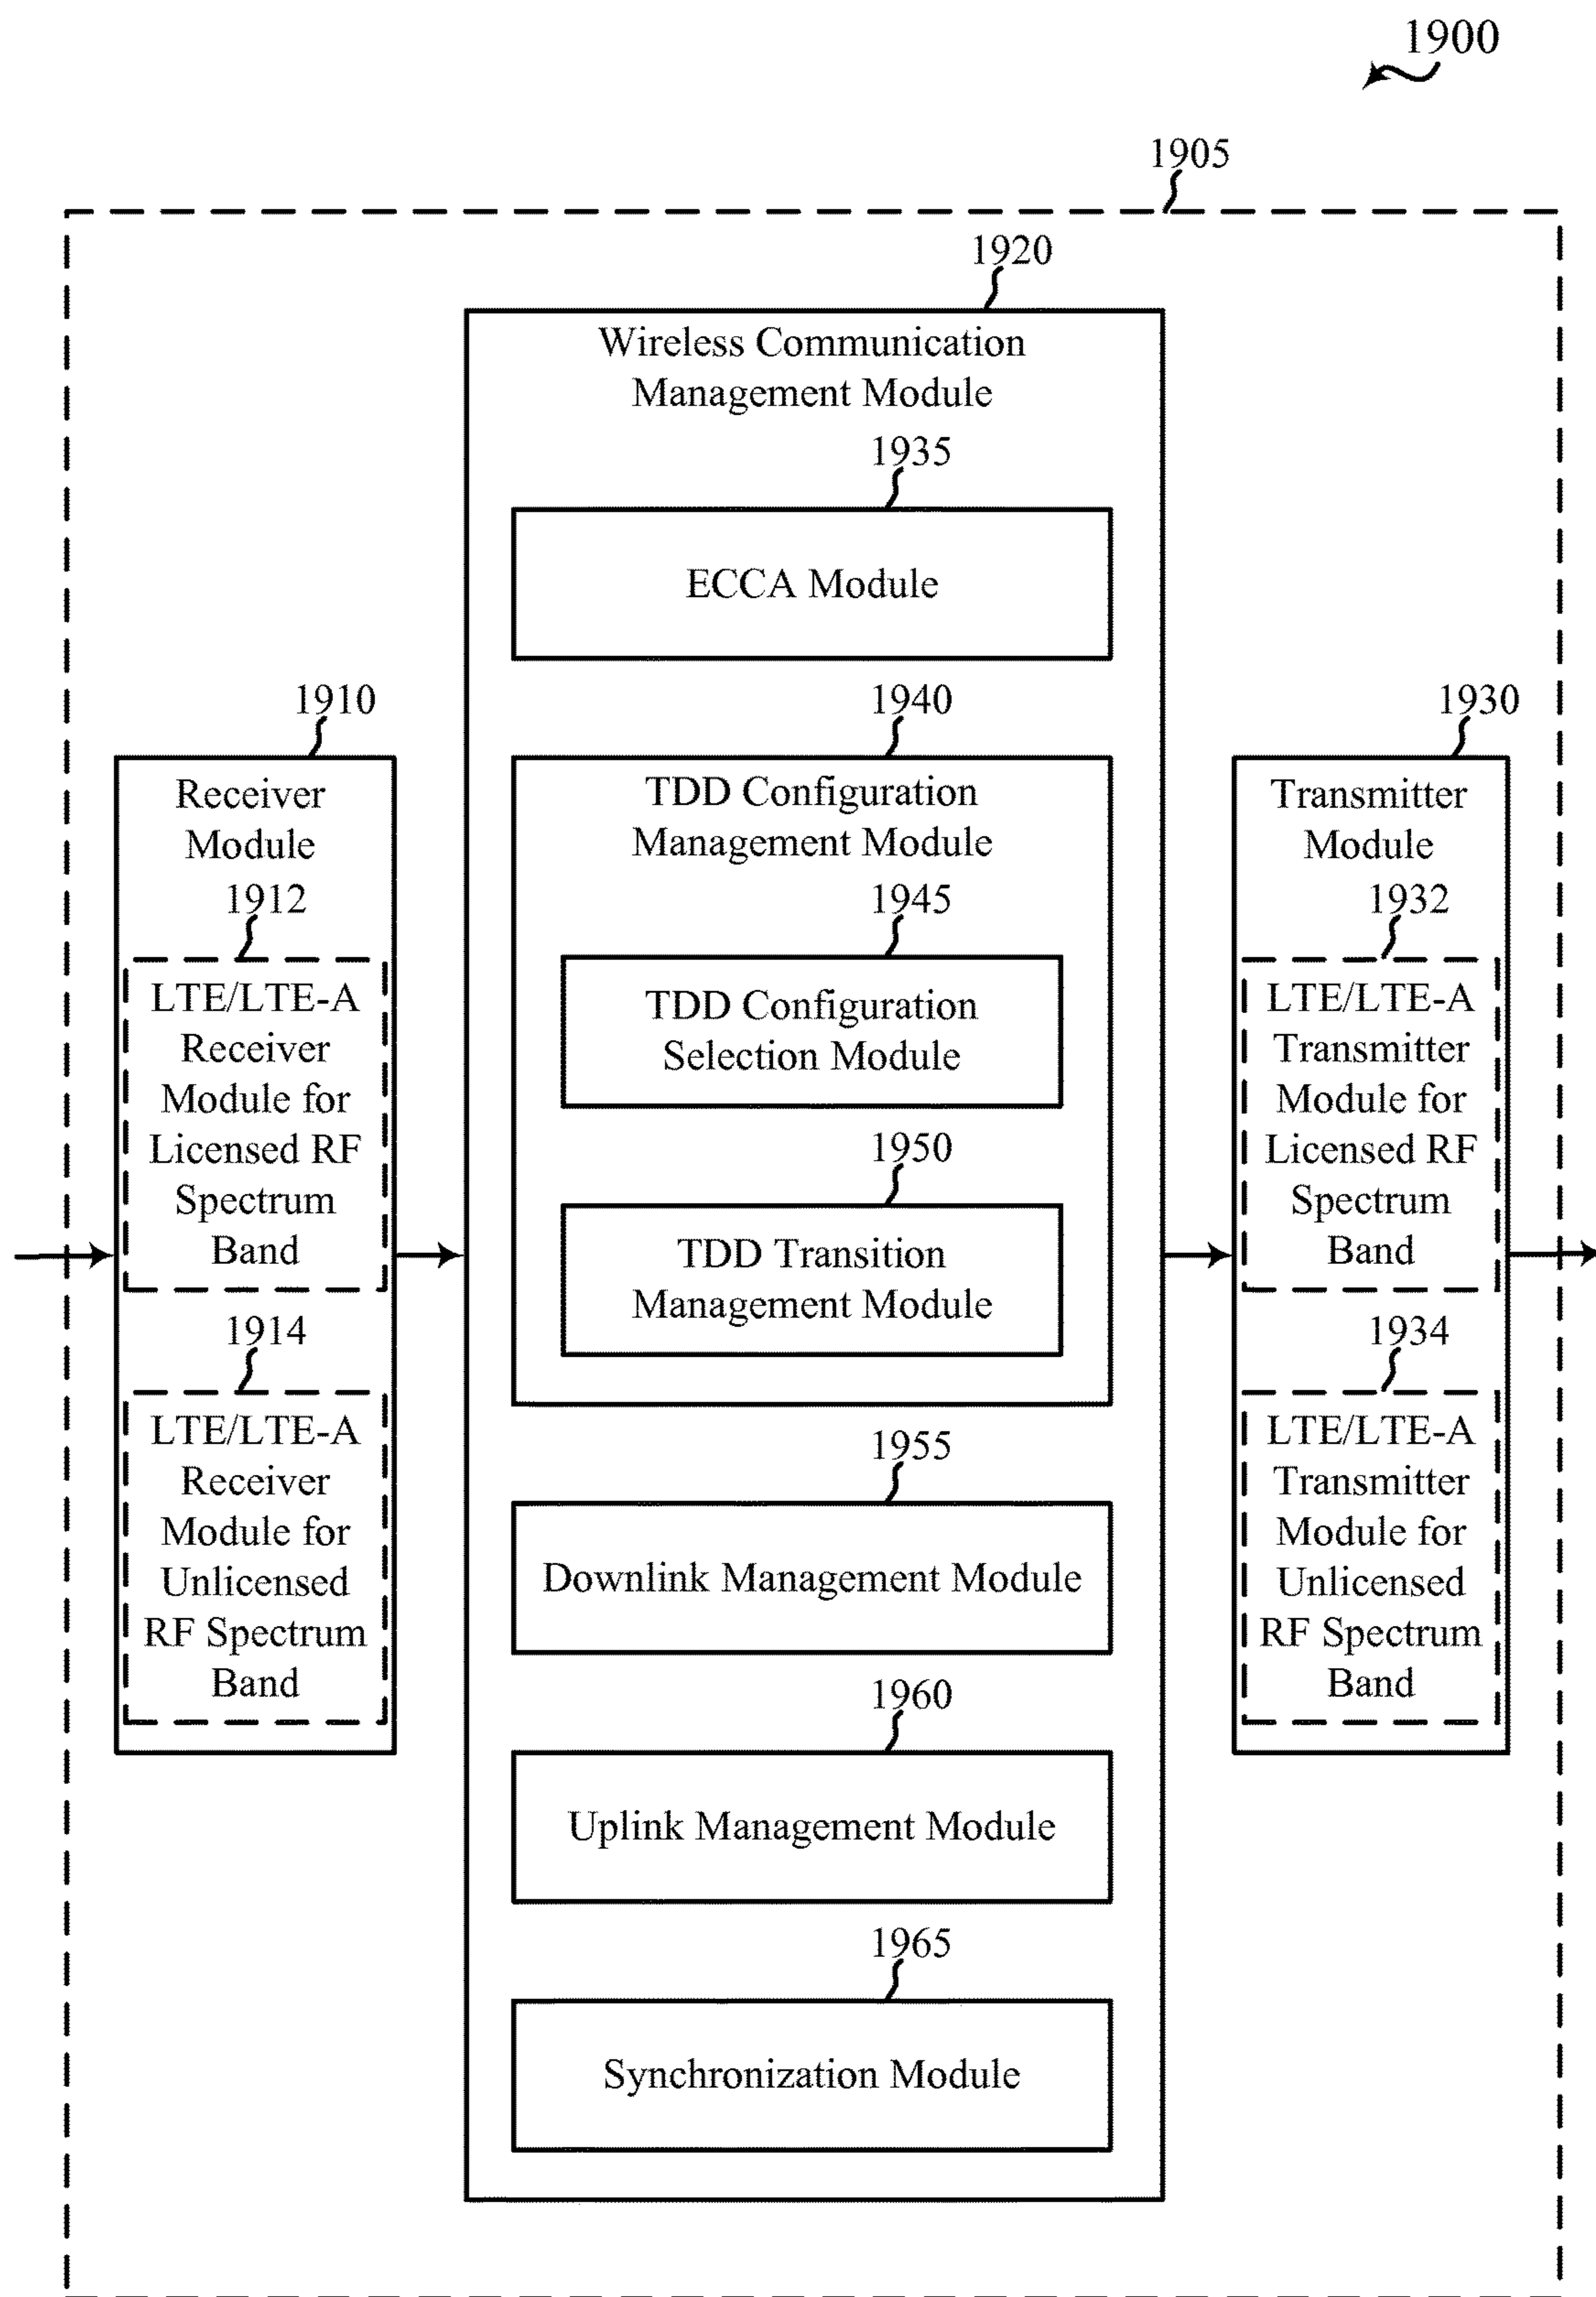 1900
1905
1920
Wireless Communication
Management Module
1935
ECCA Module
1910
Receiver
Module
1912
LTE/LTE-A
Receiver
Module for
Licensed RF
Spectrum
Band
1914
LTE/LTE-A
Receiver
Module for
Unlicensed
RF Spectrum
Band
1940
TDD Configuration
Management Module
1945
TDD Configuration
Selection Module
1950
TDD Transition
Management Module
1955
Downlink Management Module
1960
Uplink Management Module
1965
Synchronization Module
1930
Transmitter
Module
1932
LTE/LTE-A
Transmitter
Module for
Licensed RF
Spectrum
Band
1934
LTE/LTE-A
Transmitter
Module for
Unlicensed
RF Spectrum
Band